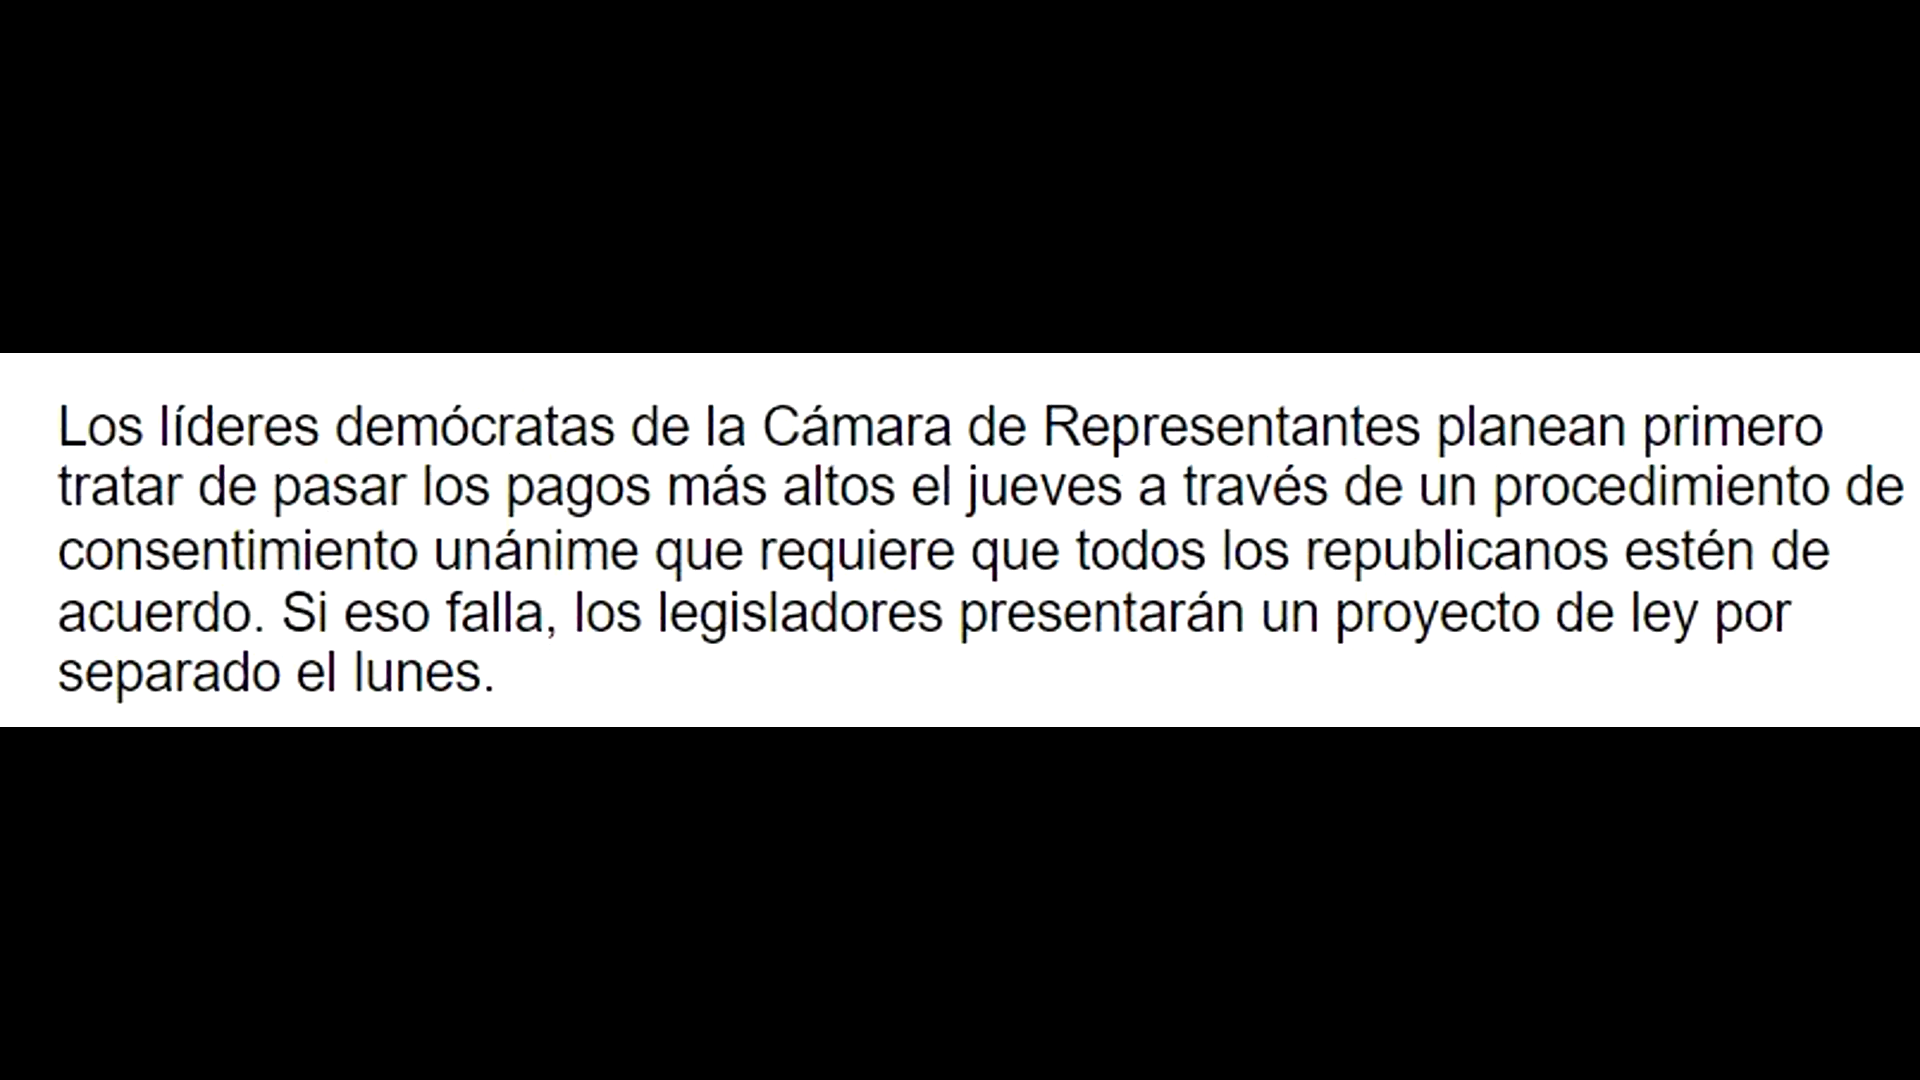 Los líderes demócratas de la Cámara de Representantes planean primero
tratar de pasar los pagos más altos el jueves a través de un procedimiento de
consentimiento unánime que requiere que todos los republicanos estén de
acuerdo. Si eso falla, los legisladores presentarán un proyecto de ley por
separado el lunes.